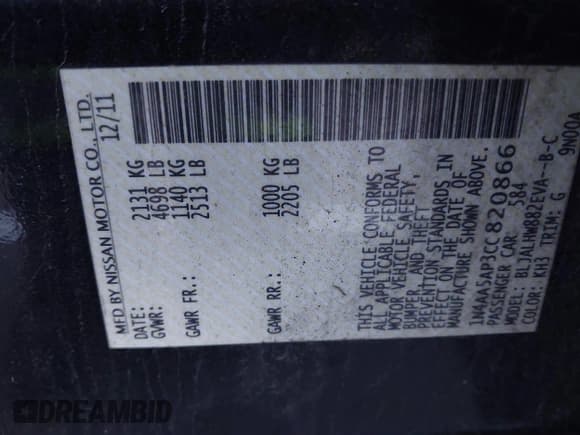 MFD BY NISSAN MOTOR CO., LTD.
DATE: 12/11
GVWR: 2131 KG
4698 LB
GAWR FR.: 1140 KG
2513 LB
GAWR RR.: 1000 KG
2205 LB
THIS VEHICLE CONFORMS TO
ALL APPLICABLE FEDERAL
MOTOR VEHICLE SAFETY,
BUMPER, AND THEFT
PREVENTION STANDARDS IN
EFFECT ON THE DATE OF
MANUFACTURE SHOWN ABOVE.
1N4AA5AP3CC820866
PASSENGER CAR 584
MODEL: BLJALHWR82EVA--B-C
COLOR: KH3 TRIM: G 9N00A
DREAMBID